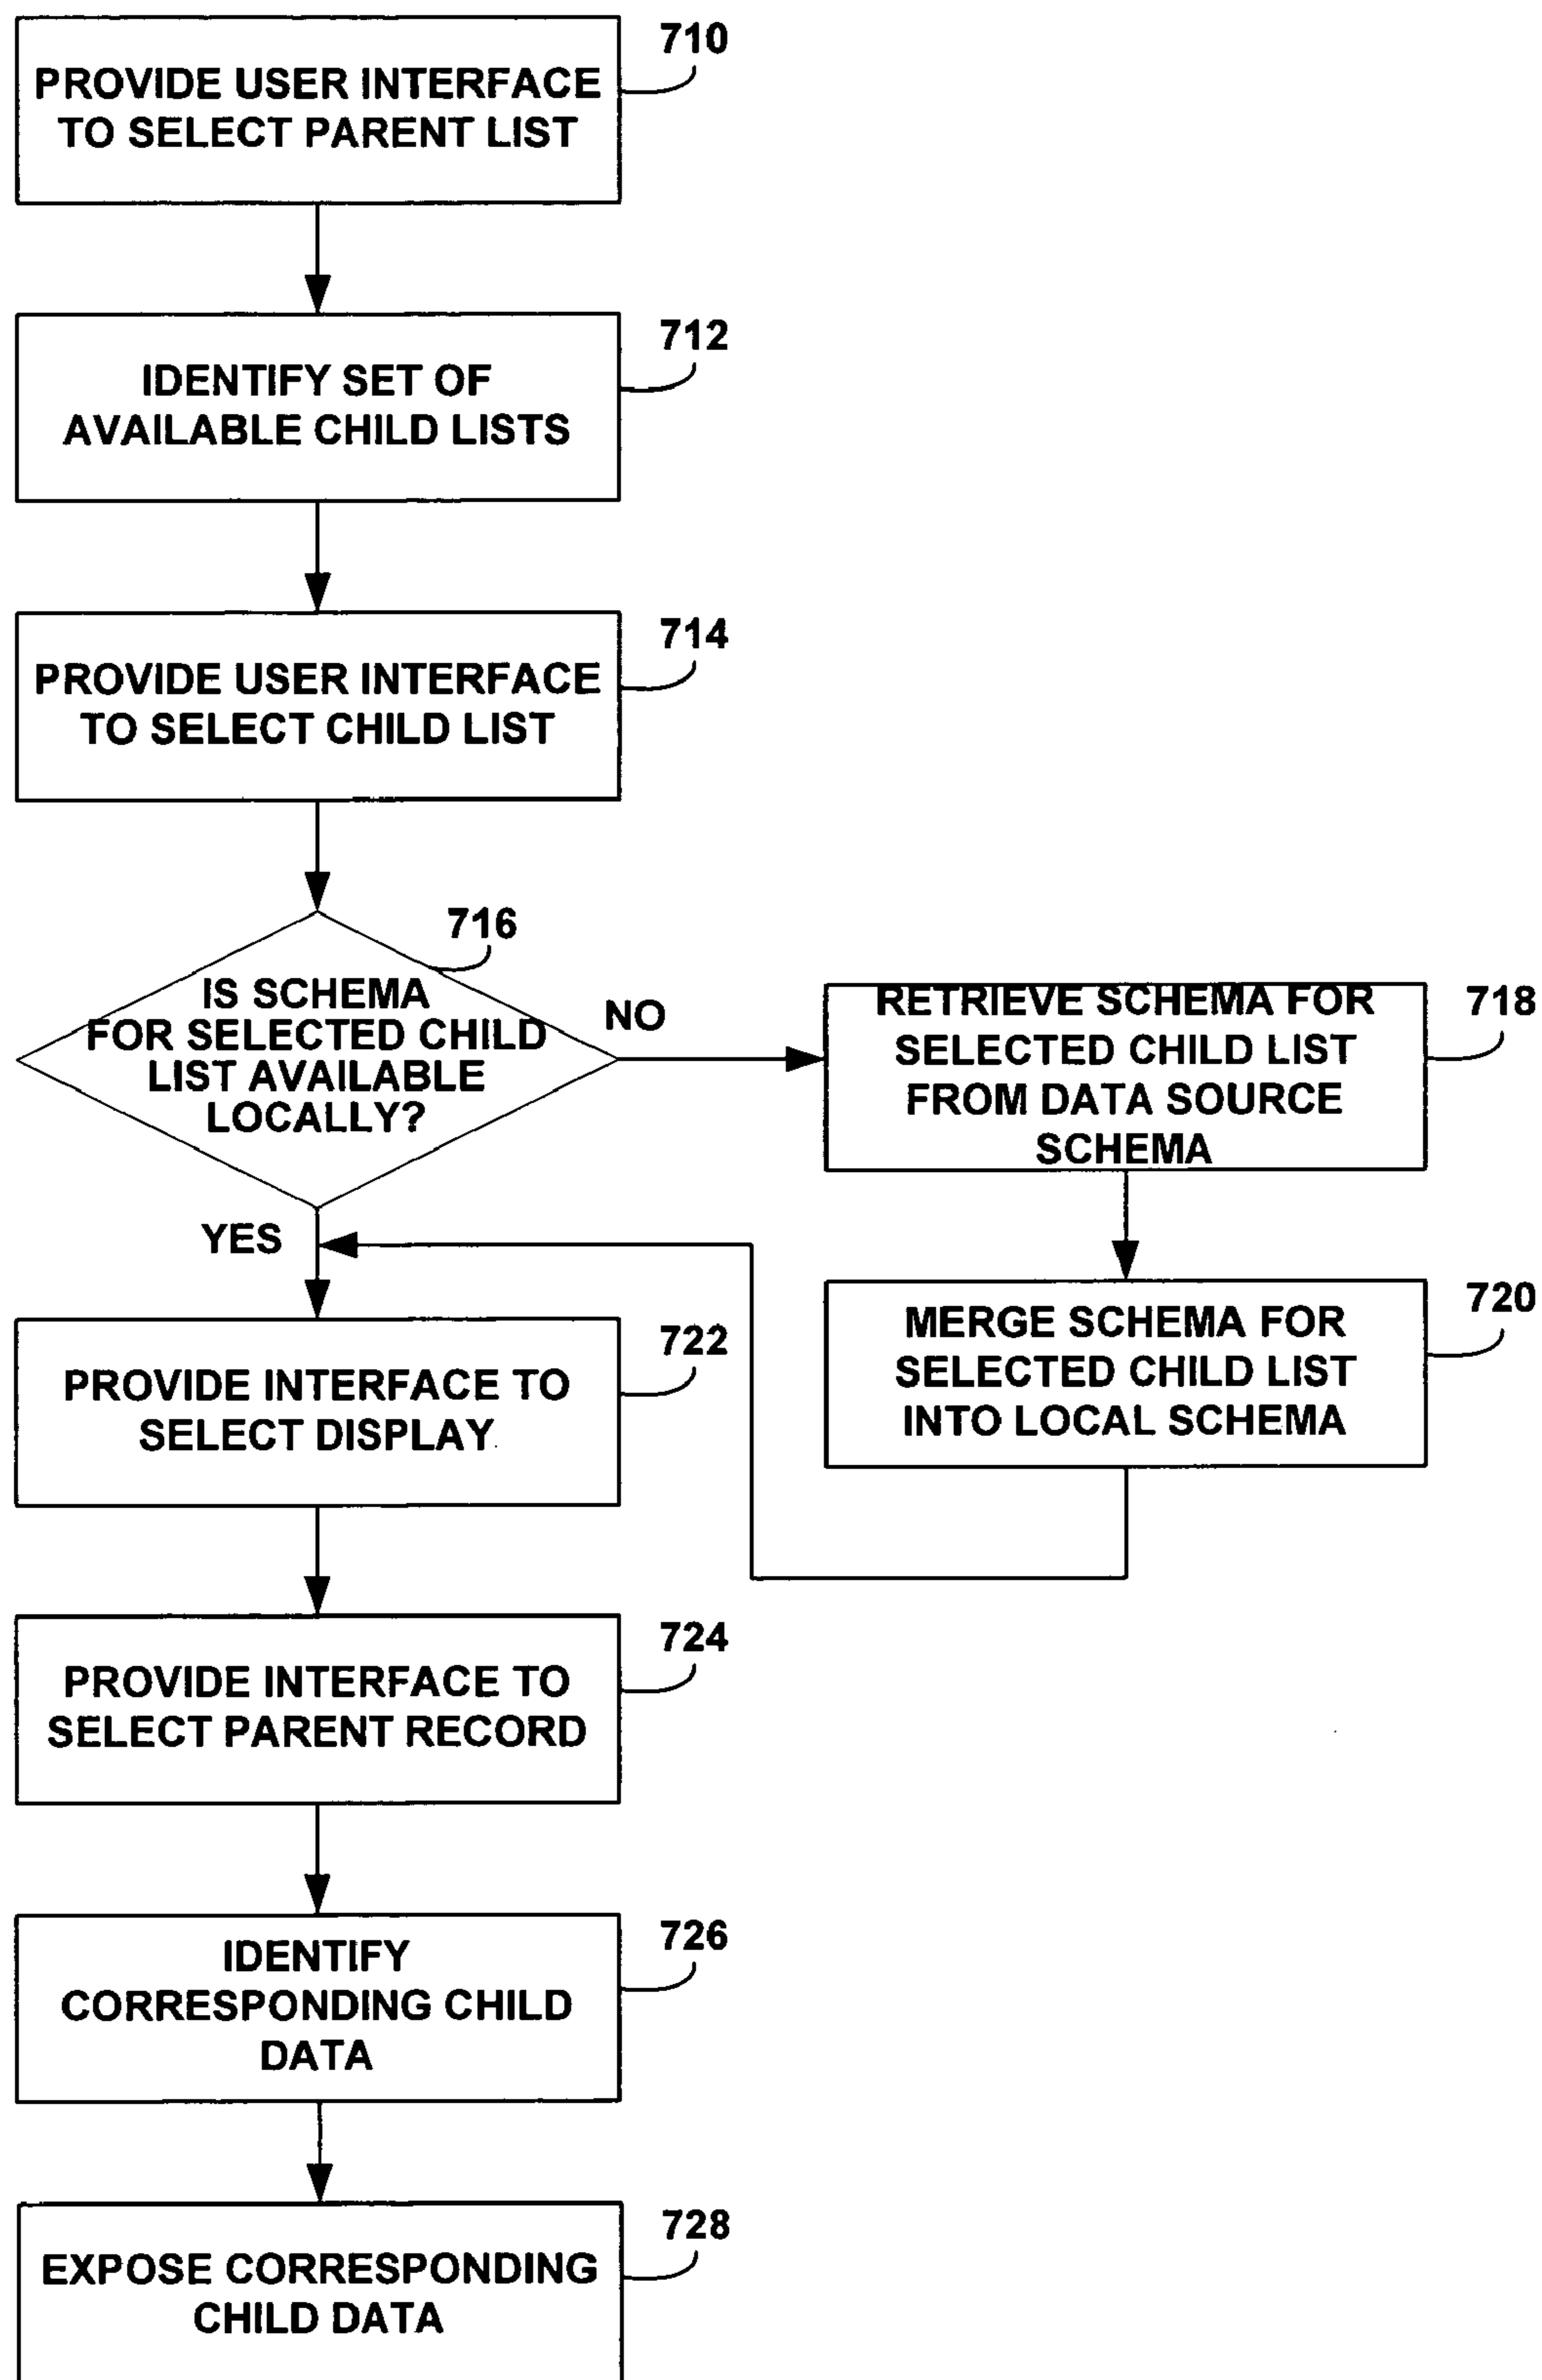 710
PROVIDE USER INTERFACE
TO SELECT PARENT LIST
712
IDENTIFY SET OF
AVAILABLE CHILD LISTS
714
PROVIDE USER INTERFACE
TO SELECT CHILD LIST
716
IS SCHEMA
FOR SELECTED CHILD
LIST AVAILABLE
LOCALLY?
NO
718
RETRIEVE SCHEMA FOR
SELECTED CHILD LIST
FROM DATA SOURCE
SCHEMA
YES
720
MERGE SCHEMA FOR
SELECTED CHILD LIST
INTO LOCAL SCHEMA
722
PROVIDE INTERFACE TO
SELECT DISPLAY
724
PROVIDE INTERFACE TO
SELECT PARENT RECORD
726
IDENTIFY
CORRESPONDING CHILD
DATA
728
EXPOSE CORRESPONDING
CHILD DATA